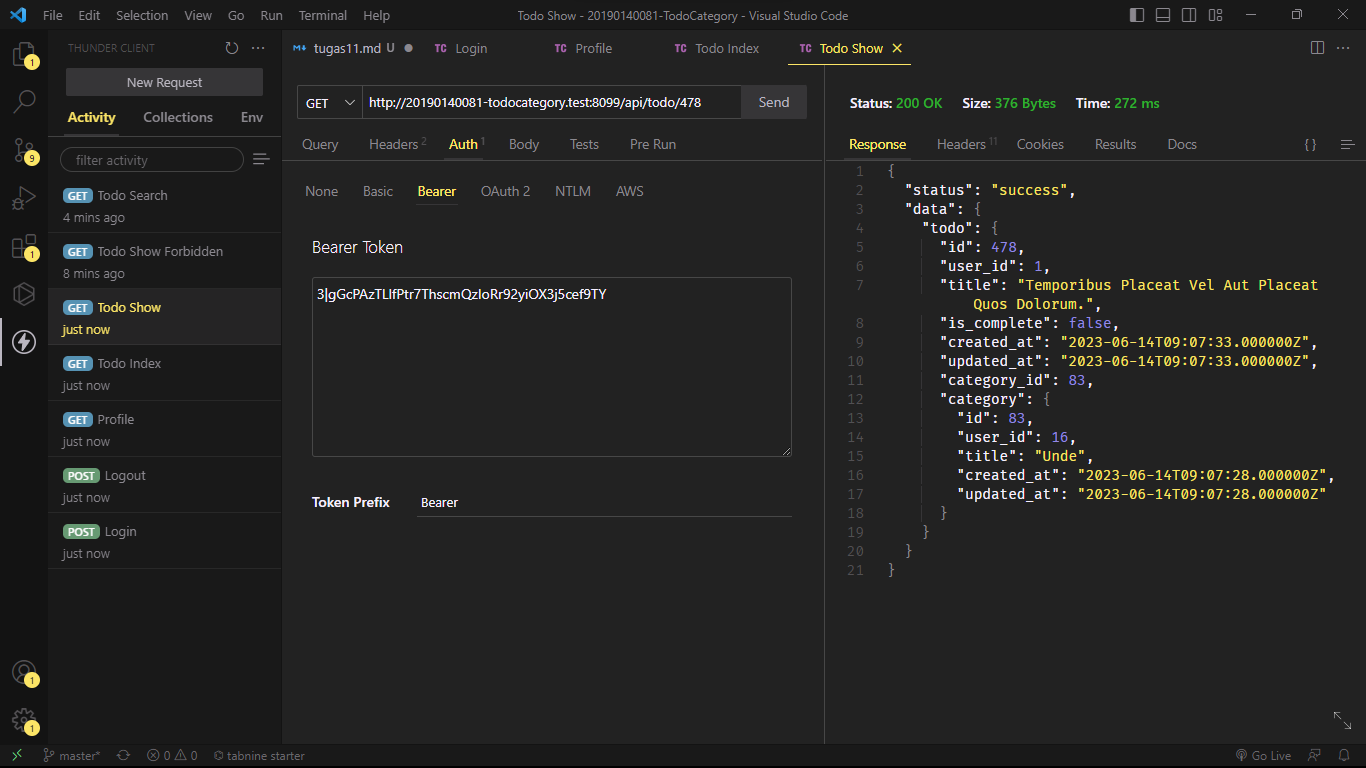 File Edit Selection View Go Run Terminal Help
Todo Show - 20190140081-TodoCategory - Visual Studio Code
1
9
1
1
1
THUNDER CLIENT
New Request
Activity Collections Env
filter activity
GET Todo Search
4 mins ago
GET Todo Show Forbidden
8 mins ago
GET Todo Show
just now
GET Todo Index
just now
GET Profile
just now
POST Logout
just now
POST Login
just now
tugas11.md U
TC Login
TC Profile
TC Todo Index
TC Todo Show
GET http://20190140081-todocategory.test:8099/api/todo/478 Send
Query Headers 2 Auth 1 Body Tests Pre Run
None Basic Bearer OAuth 2 NTLM AWS
Bearer Token
Token Prefix Bearer
Status: 200 OK Size: 376 Bytes Time: 272 ms
Response Headers 11 Cookies Results Docs {}
1 {
2 "status": "success",
3 "data": {
4 "todo": {
5 "id": 478,
6 "user_id": 1,
7 "title": "Temporibus Placeat Vel Aut Placeat
Quos Dolorum.",
8 "is_complete": false,
9 "created_at": "2023-06-14T09:07:33.000000Z",
10 "updated_at": "2023-06-14T09:07:33.000000Z",
11 "category_id": 83,
12 "category": {
13 "id": 83,
14 "user_id": 16,
15 "title": "Unde",
16 "created_at": "2023-06-14T09:07:28.000000Z",
17 "updated_at": "2023-06-14T09:07:28.000000Z"
18 }
19 }
20 }
21 }
master* 0 0 tabnine starter
Go Live